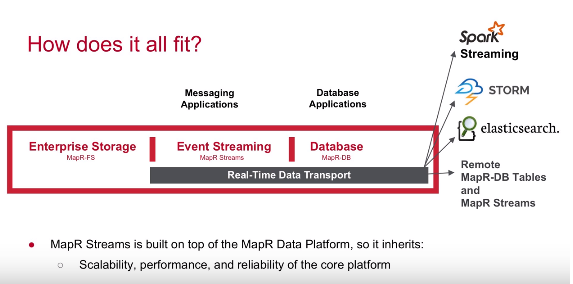 How does it all fit?
Spark
Streaming
Messaging
Applications
Database
Applications
STORM
elasticsearch.
Enterprise Storage
MapR-FS
Event Streaming
MapR Streams
Database
MapR-DB
Real-Time Data Transport
Remote
MapR-DB Tables
and
MapR Streams
● MapR Streams is built on top of the MapR Data Platform, so it inherits:
○ Scalability, performance, and reliability of the core platform